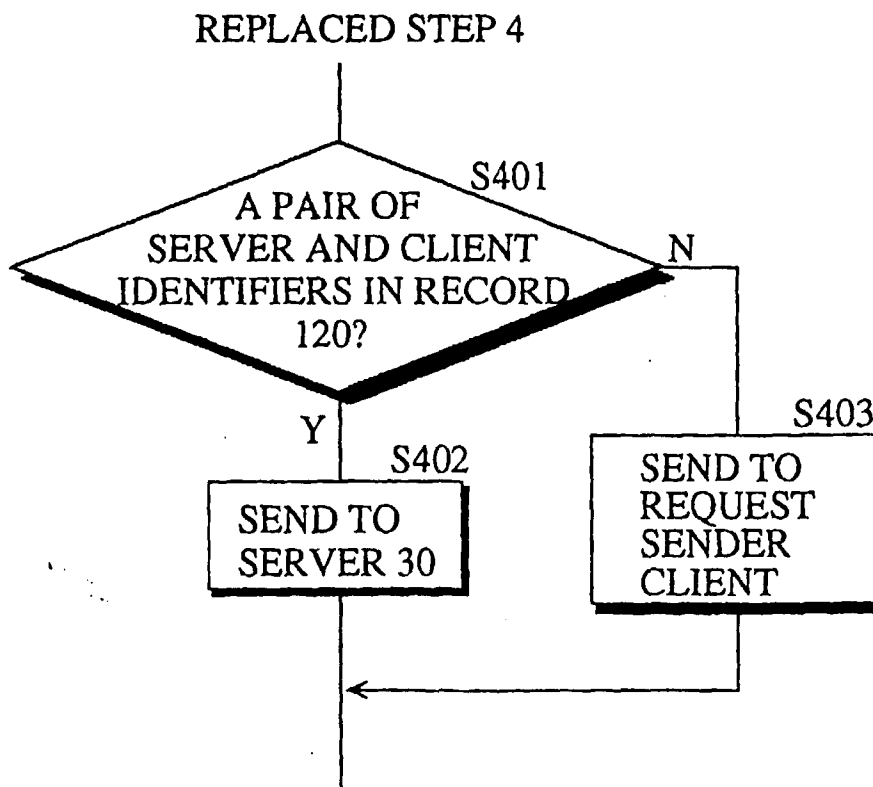 REPLACED STEP 4
S401
A PAIR OF
SERVER AND CLIENT
IDENTIFIERS IN RECORD
120?
N
Y
S402
SEND TO
SERVER 30
S403
SEND TO
REQUEST
SENDER
CLIENT